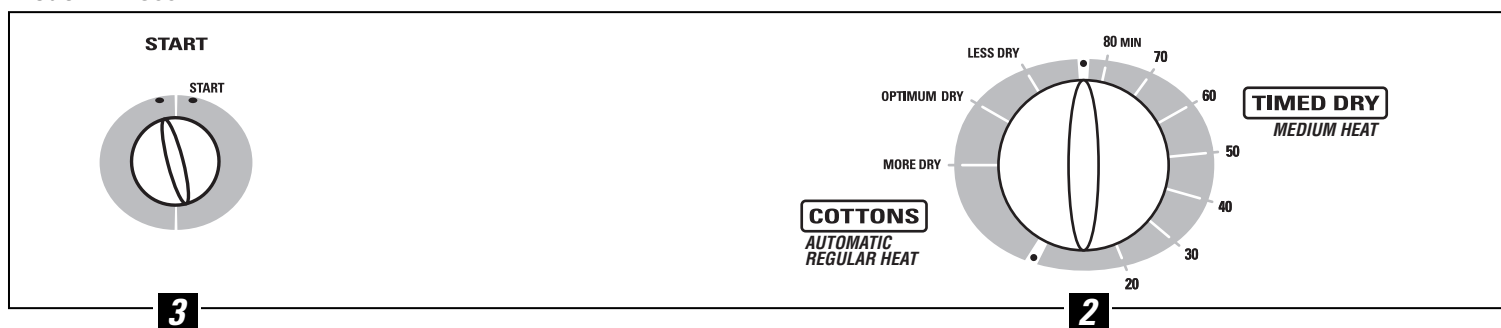 START
START
3
LESS DRY
OPTIMUM DRY
MORE DRY
COTTONS
AUTOMATIC
REGULAR HEAT
80 MIN
70
60
50
40
30
20
TIMED DRY
MEDIUM HEAT
2